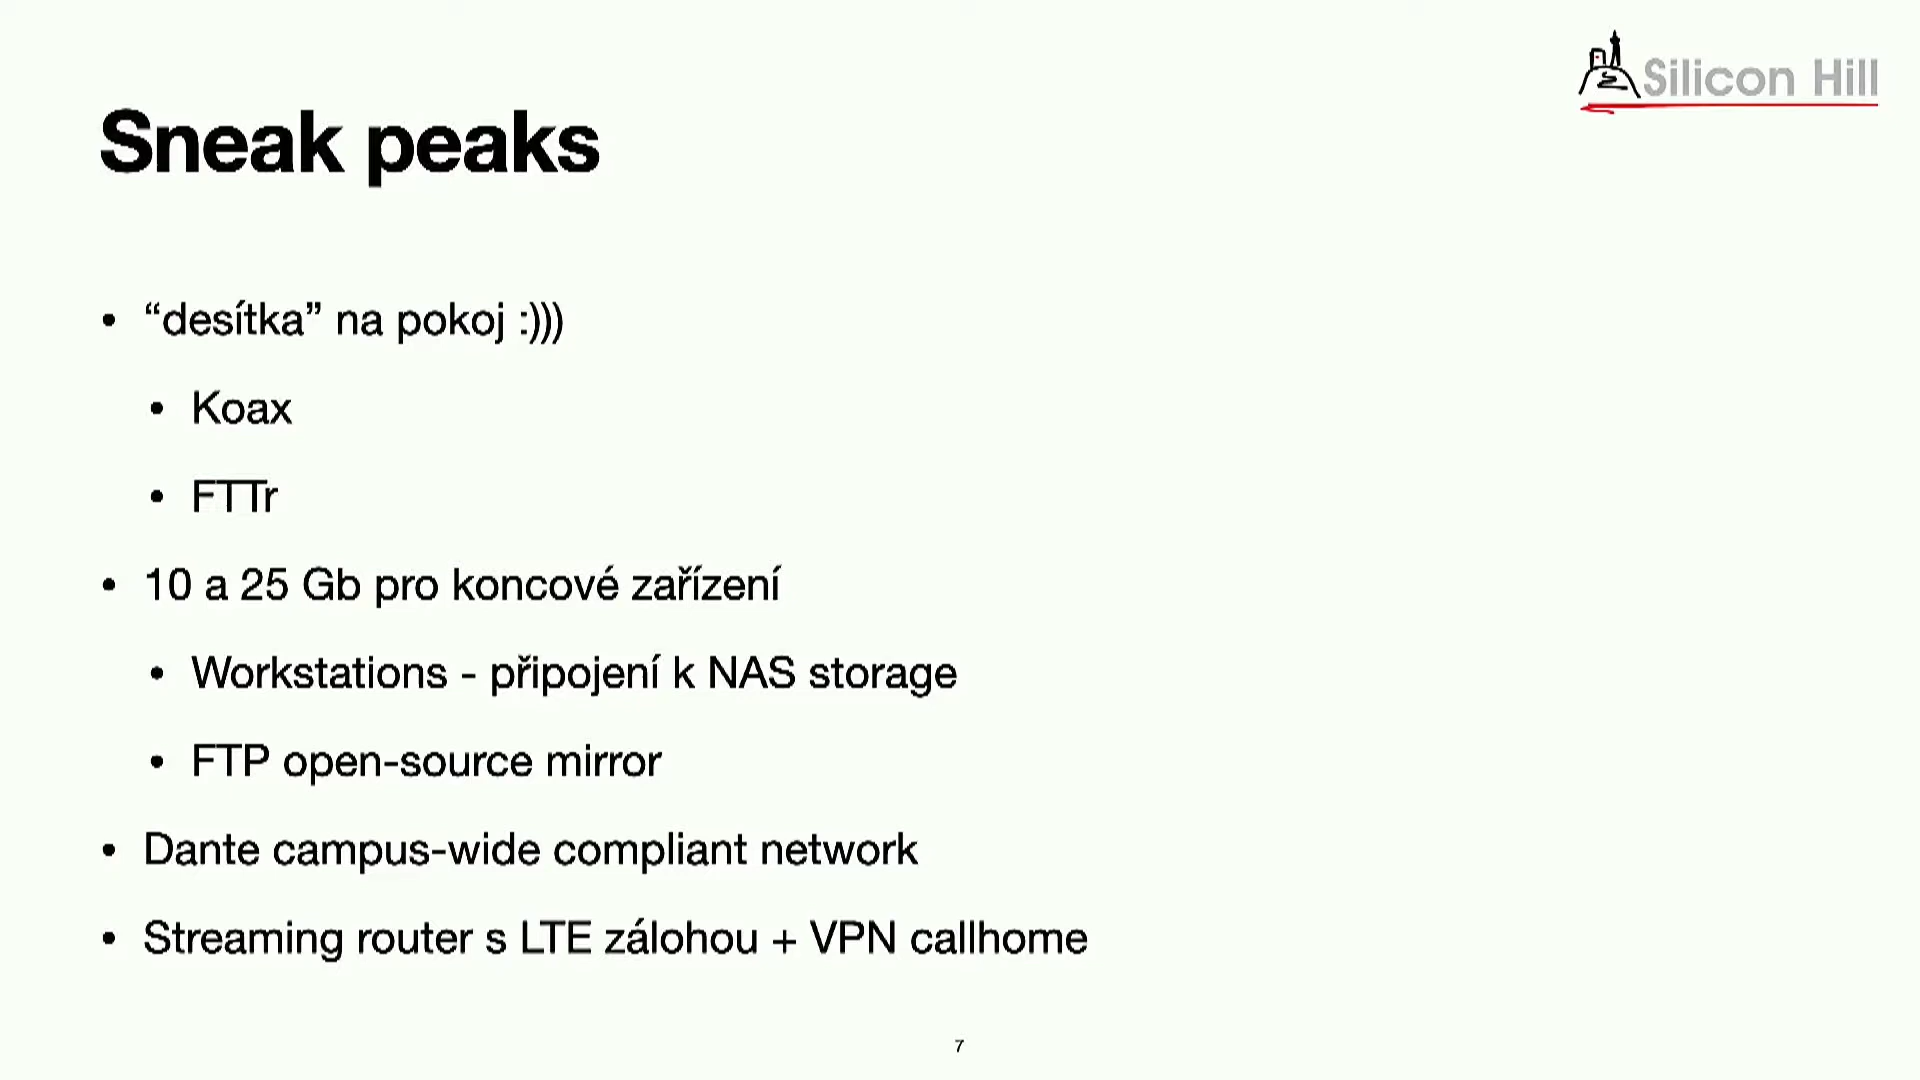 Silicon Hill
Sneak peaks
• “desítka” na pokoj :)))
• Koax
• FTTr
• 10 a 25 Gb pro koncové zařízení
• Workstations - připojení k NAS storage
• FTP open-source mirror
• Dante campus-wide compliant network
• Streaming router s LTE zálohou + VPN callhome
7